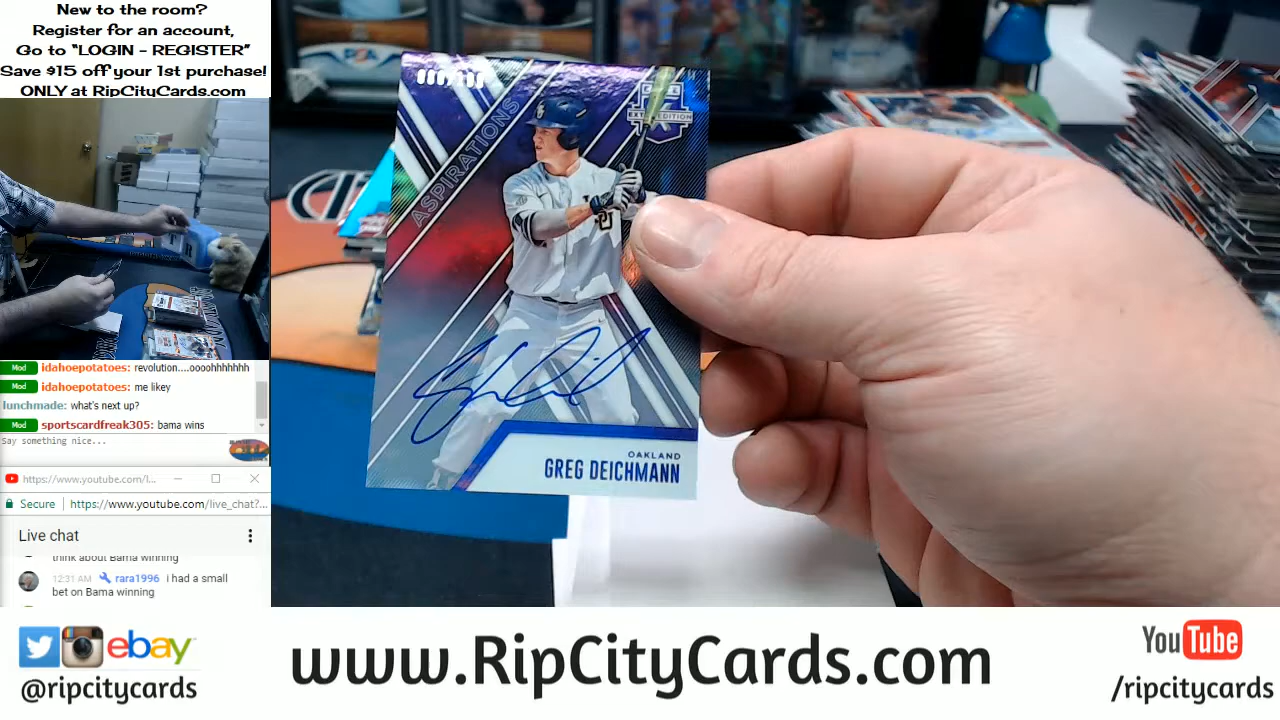 New to the room?
Register for an account,
Go to “LOGIN - REGISTER”
Save $15 off your 1st purchase!
ONLY at RipCityCards.com
Mod idahoepotatoes: revolution....ooohhhhhhh
Mod idahoepotatoes: me likey
lunchmade: what's next up?
Mod sportscardfreak305: bama wins
Say something nice...
https://www.youtube.com/l...
Secure https://www.youtube.com/live_chat?...
Live chat
think about Bama winning
12:31 AM rara1996 i had a small
bet on Bama winning
ASPIRATIONS
EXTRA EDITION
OAKLAND
GREG DEICHMANN
ebay
@ripcitycards
www.RipCityCards.com
YouTube
/ripcitycards